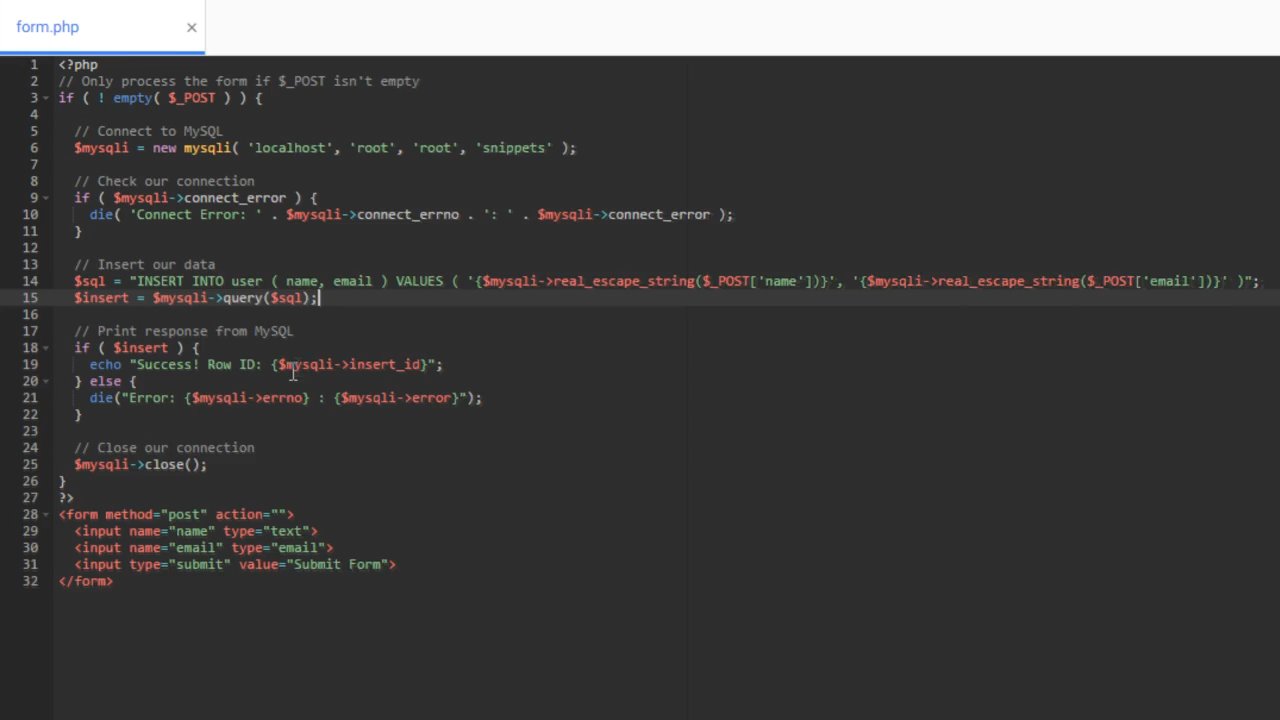 form.php ×
1 <?php
2 // Only process the form if $_POST isn't empty
3 if ( ! empty( $_POST ) ) {
4
5 // Connect to MySQL
6 $mysqli = new mysqli( 'localhost', 'root', 'root', 'snippets' );
7
8 // Check our connection
9 if ( $mysqli->connect_error ) {
10 die( 'Connect Error: ' . $mysqli->connect_errno . ': ' . $mysqli->connect_error );
11 }
12
13 // Insert our data
14 $sql = "INSERT INTO user ( name, email ) VALUES ( '{$mysqli->real_escape_string($_POST['name'])}', '{$mysqli->real_escape_string($_POST['email'])}' )";
15 $insert = $mysqli->query($sql);
16
17 // Print response from MySQL
18 if ( $insert ) {
19 echo "Success! Row ID: {$mysqli->insert_id}";
20 } else {
21 die("Error: {$mysqli->errno} : {$mysqli->error}");
22 }
23
24 // Close our connection
25 $mysqli->close();
26 }
27 ?>
28 <form method="post" action="">
29 <input name="name" type="text">
30 <input name="email" type="email">
31 <input type="submit" value="Submit Form">
32 </form>